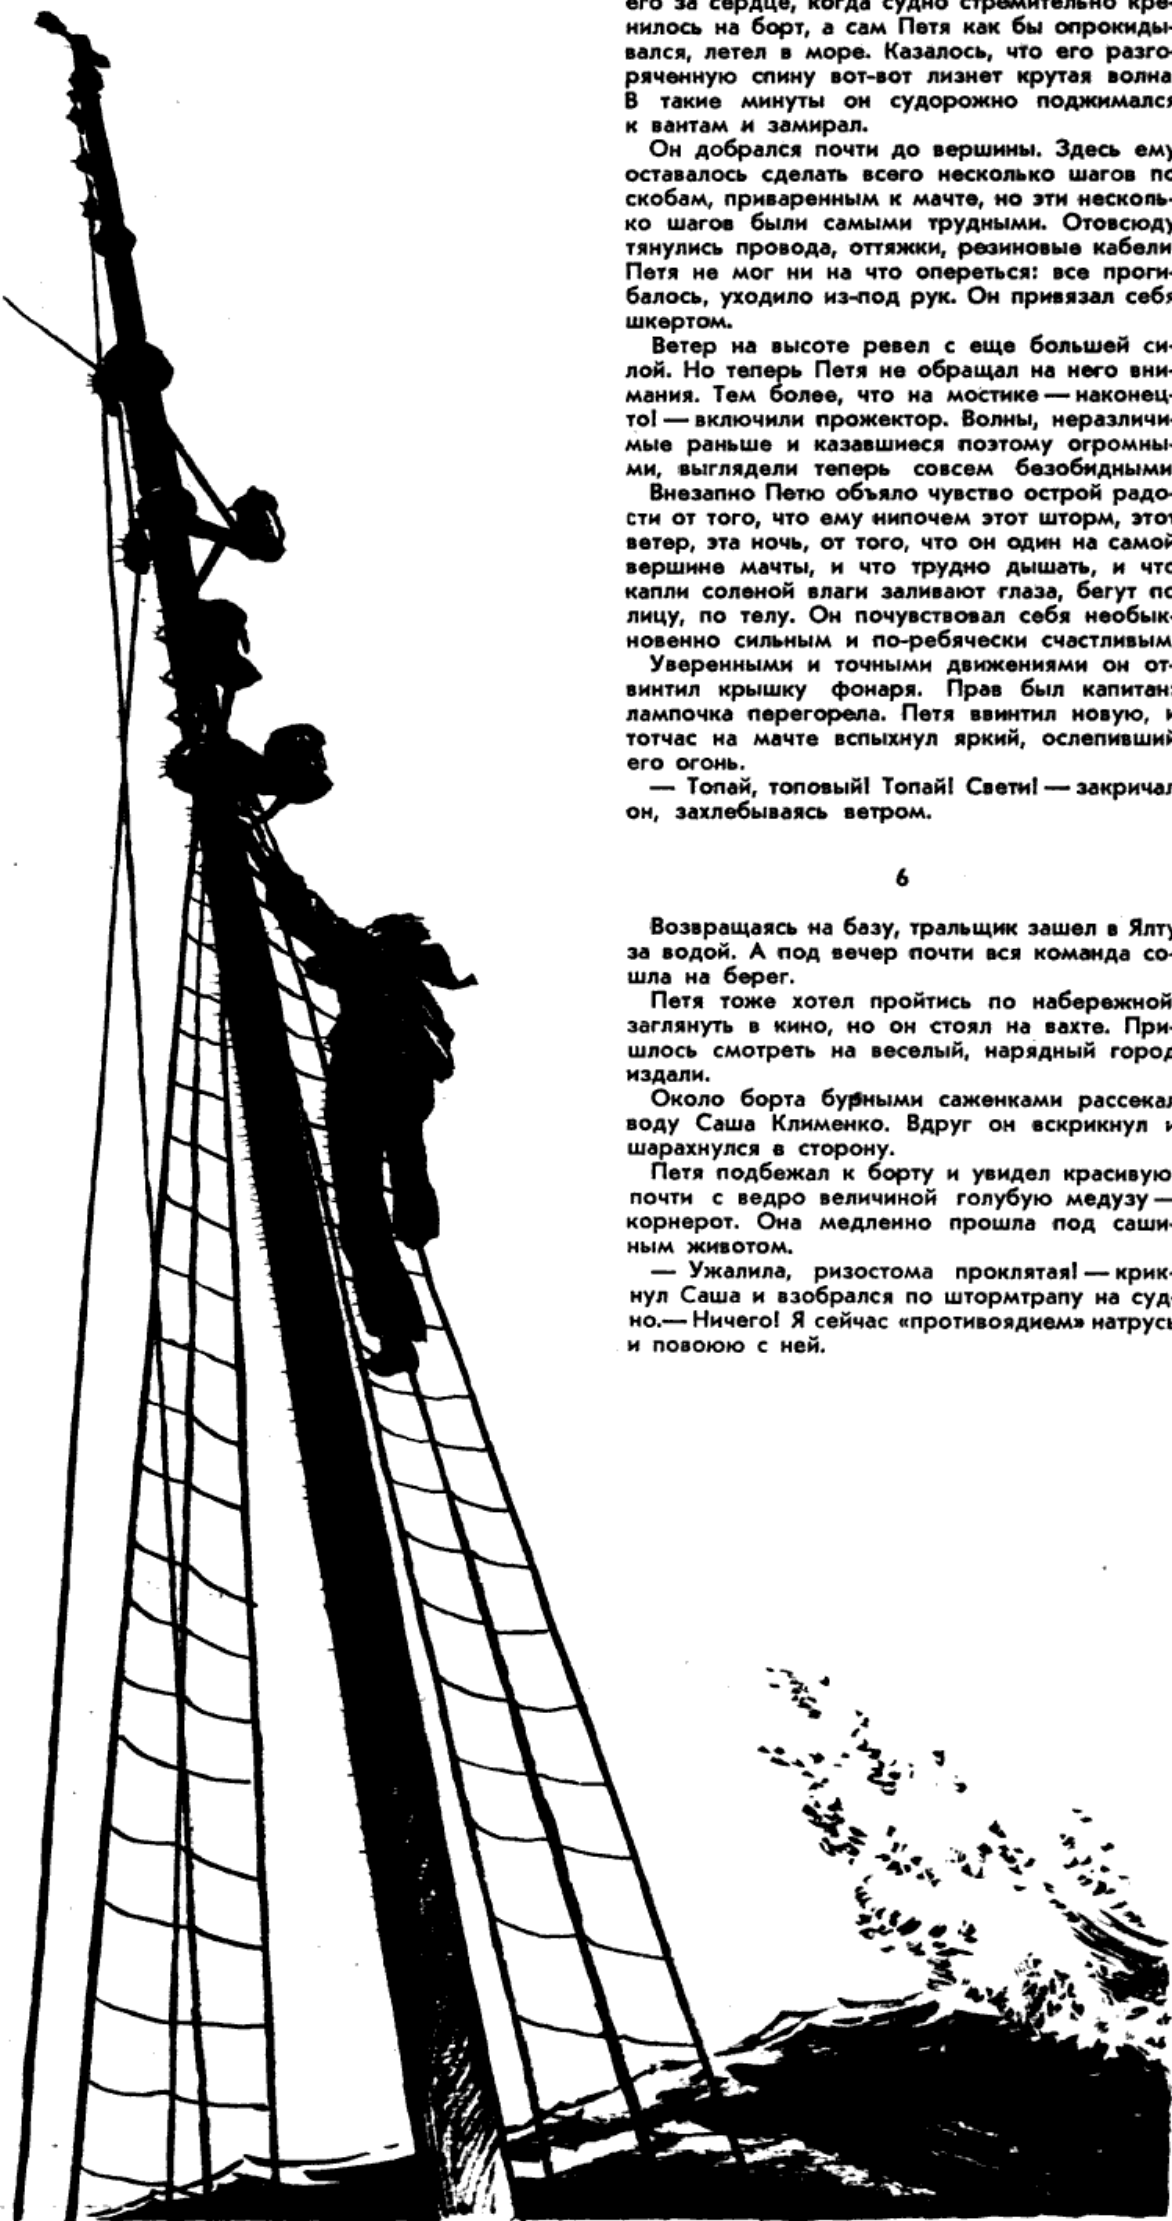 его за сердце, когда судно стремительно кре-
нилось на борт, а сам Петя как бы опрокиды-
вался, летел в море. Казалось, что его разго-
ряченную спину вот-вот лизнет крутая волна
В такие минуты он судорожно поджимался
к вантам и замирал.
Он добрался почти до вершины. Здесь ему
оставалось сделать всего несколько шагов по
скобам, приваренным к мачте, но эти несколь-
ко шагов были самыми трудными. Отовсюду
тянулись провода, оттяжки, резиновые кабели
Петя не мог ни на что опереться: все проги-
балось, уходило из-под рук. Он привязал себя
шкертом.
Ветер на высоте ревел с еще большей си-
лой. Но теперь Петя не обращал на него вни-
мания. Тем более, что на мостике — наконец-
то! — включили прожектор. Волны, неразличи-
мые раньше и казавшиеся поэтому огромны-
ми, выглядели теперь совсем безобидными
Внезапно Петю объяло чувство острой радо-
сти от того, что ему нипочем этот шторм, этот
ветер, эта ночь, от того, что он один на самой
вершине мачты, и что трудно дышать, и что
капли соленой влаги заливают глаза, бегут по
лицу, по телу. Он почувствовал себя необык-
новенно сильным и по-ребячески счастливым
Уверенными и точными движениями он от-
винтил крышку фонаря. Прав был капитан:
лампочка перегорела. Петя ввинтил новую, и
тотчас на мачте вспыхнул яркий, ослепивший
его огонь.
— Топай, топовый! Топай! Свети! — закричал
он, захлебываясь ветром.
6
Возвращаясь на базу, тральщик зашел в Ялту
за водой. А под вечер почти вся команда со-
шла на берег.
Петя тоже хотел пройтись по набережной
заглянуть в кино, но он стоял на вахте. При-
шлось смотреть на веселый, нарядный город
издали.
Около борта бурными саженками рассекал
воду Саша Клименко. Вдруг он вскрикнул и
шарахнулся в сторону.
Петя подбежал к борту и увидел красивую
почти с ведро величиной голубую медузу —
корнерот. Она медленно прошла под саши-
ным животом.
— Ужалила, ризостома проклятая! — крик-
нул Саша и взобрался по штормтрапу на суд-
но.— Ничего! Я сейчас «противоядием» натрусь
и повоюю с ней.